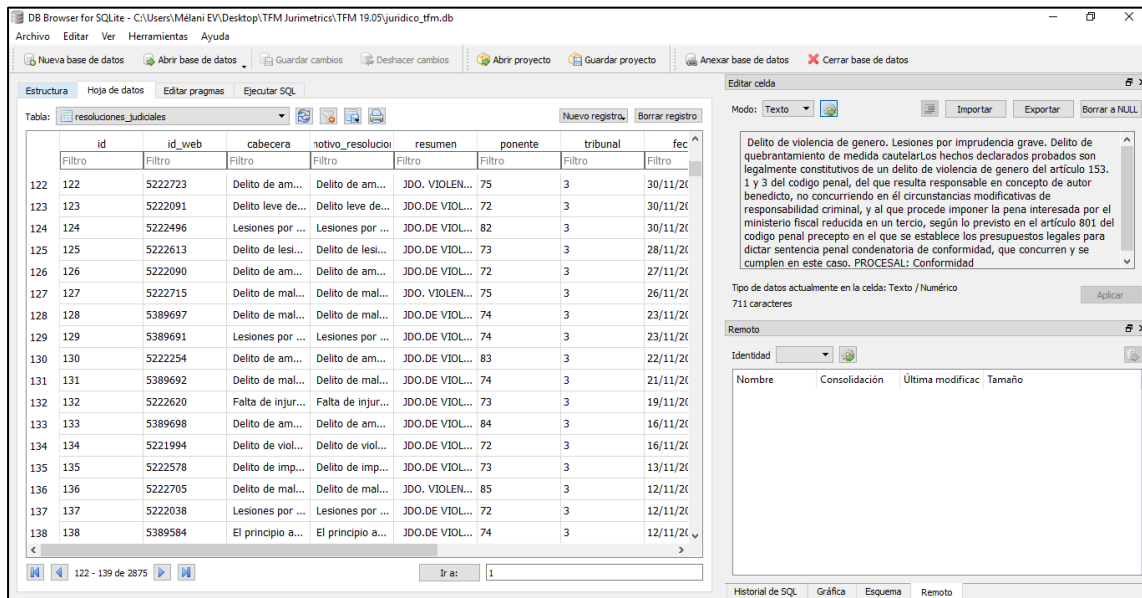 DB Browser for SQLite - C:\Users\Mélani EV\Desktop\TFM Jurimetrics\TFM 19.05\juridico_tfm.db
Archivo Editar Ver Herramientas Ayuda
Nueva base de datos Abrir base de datos Guardar cambios Deshacer cambios Abrir proyecto Guardar proyecto Anexar base de datos Cerrar base de datos
Estructura Hoja de datos Editar pragmas Ejecutar SQL
Tabla: resoluciones_judiciales Nuevo registro Borrar registro
id id_web cabecera notivo_resolucion resumen ponente tribunal fec
Filtro Filtro Filtro Filtro Filtro Filtro Filtro Filtro
122 122 5222723 Delito de am... Delito de am... JDO. VIOLEN... 75 3 30/11/20
123 123 5222091 Delito leve de... Delito leve de... JDO.DE VIOL... 72 3 30/11/20
124 124 5222496 Lesiones por ... Lesiones por ... JDO.DE VIOL... 82 3 30/11/20
125 125 5222613 Delito de lesi... Delito de lesi... JDO.DE VIOL... 73 3 28/11/20
126 126 5222090 Delito de am... Delito de am... JDO.DE VIOL... 72 3 27/11/20
127 127 5222715 Delito de mal... Delito de mal... JDO. VIOLEN... 75 3 26/11/20
128 128 5389697 Delito de mal... Delito de mal... JDO.DE VIOL... 74 3 23/11/20
129 129 5389691 Lesiones por ... Lesiones por ... JDO.DE VIOL... 74 3 23/11/20
130 130 5222254 Delito de am... Delito de am... JDO.DE VIOL... 83 3 22/11/20
131 131 5389692 Delito de mal... Delito de mal... JDO.DE VIOL... 74 3 21/11/20
132 132 5222620 Falta de injur... Falta de injur... JDO.DE VIOL... 73 3 19/11/20
133 133 5389698 Delito de am... Delito de am... JDO.DE VIOL... 84 3 16/11/20
134 134 5221994 Delito de viol... Delito de viol... JDO.DE VIOL... 72 3 16/11/20
135 135 5222578 Delito de imp... Delito de imp... JDO.DE VIOL... 73 3 13/11/20
136 136 5222705 Delito de mal... Delito de mal... JDO. VIOLEN... 85 3 12/11/20
137 137 5222038 Lesiones por ... Lesiones por ... JDO.DE VIOL... 72 3 12/11/20
138 138 5389584 El principio a... El principio a... JDO.DE VIOL... 74 3 12/11/20
122 - 139 de 2875 Ir a: 1
Editar celda
Modo: Texto Importar Exportar Borrar a NULL
Delito de violencia de genero. Lesiones por imprudencia grave. Delito de
quebrantamiento de medida cautelarLos hechos declarados probados son
legalmente constitutivos de un delito de violencia de genero del artículo 153.
1 y 3 del codigo penal, del que resulta responsable en concepto de autor
benedicto, no concurriendo en él circunstancias modificativas de
responsabilidad criminal, y al que procede imponer la pena interesada por el
ministerio fiscal reducida en un tercio, según lo previsto en el artículo 801 del
codigo penal precepto en el que se establece los presupuestos legales para
dictar sentencia penal condenatoria de conformidad, que concurren y se
cumplen en este caso. PROCESAL: Conformidad
Tipo de datos actualmente en la celda: Texto / Numérico
711 caracteres
Aplicar
Remoto
Identidad
Nombre Consolidación Última modificac Tamaño
Historial de SQL Gráfica Esquema Remoto